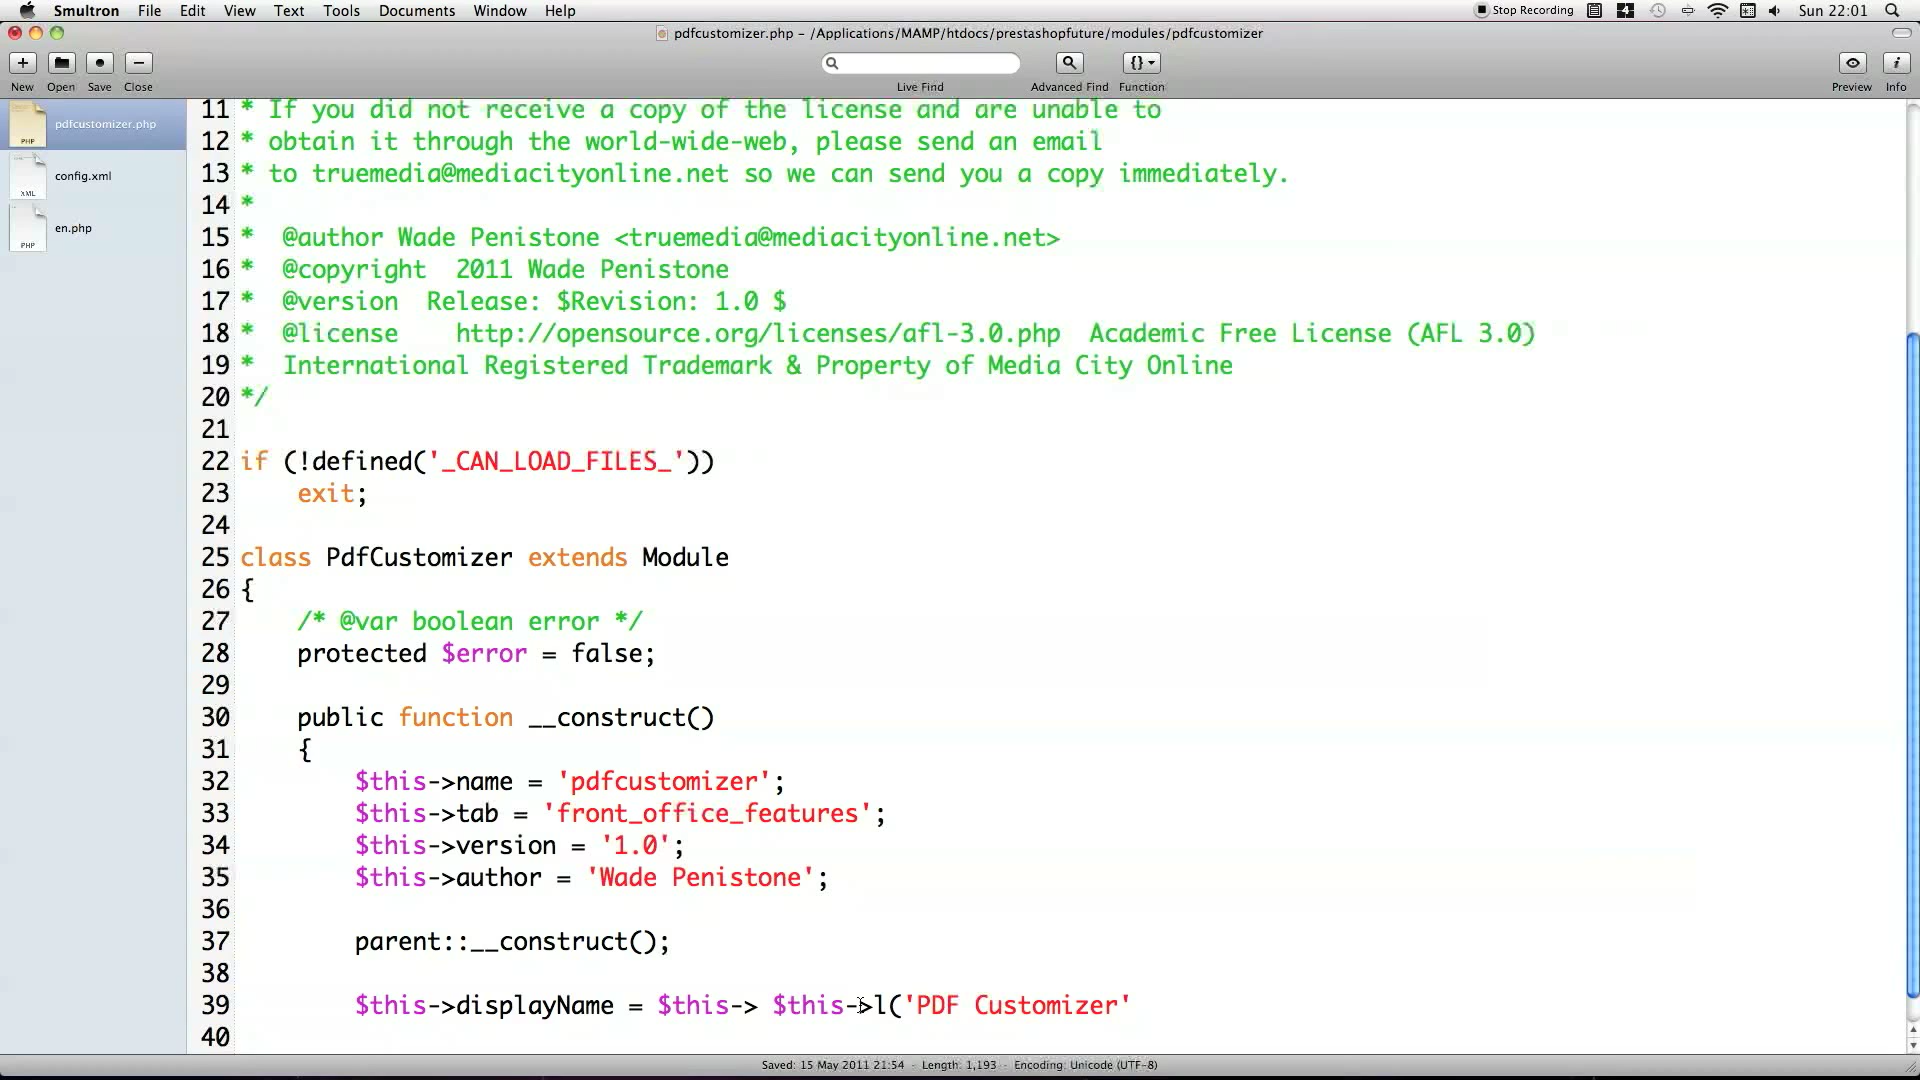 Smultron File Edit View Text Tools Documents Window Help Stop Recording 4 Sun 22:01
pdfcustomizer.php – /Applications/MAMP/htdocs/prestashopfuture/modules/pdfcustomizer
New Open Save Close Live Find Advanced Find {} Function Preview Info
PHP pdfcustomizer.php
XML config.xml
PHP en.php
11 * If you did not receive a copy of the license and are unable to
12 * obtain it through the world-wide-web, please send an email
13 * to truemedia@mediacityonline.net so we can send you a copy immediately.
14 *
15 *  @author Wade Penistone <truemedia@mediacityonline.net>
16 *  @copyright  2011 Wade Penistone
17 *  @version  Release: $Revision: 1.0 $
18 *  @license    http://opensource.org/licenses/afl-3.0.php  Academic Free License (AFL 3.0)
19 *  International Registered Trademark & Property of Media City Online
20 */
21
22 if (!defined('_CAN_LOAD_FILES_'))
23     exit;
24
25 class PdfCustomizer extends Module
26 {
27     /* @var boolean error */
28     protected $error = false;
29
30     public function __construct()
31     {
32         $this->name = 'pdfcustomizer';
33         $this->tab = 'front_office_features';
34         $this->version = '1.0';
35         $this->author = 'Wade Penistone';
36
37         parent::__construct();
38
39         $this->displayName = $this-> $this->l('PDF Customizer'
40
Saved: 15 May 2011 21:54 · Length: 1,193 · Encoding: Unicode (UTF-8)